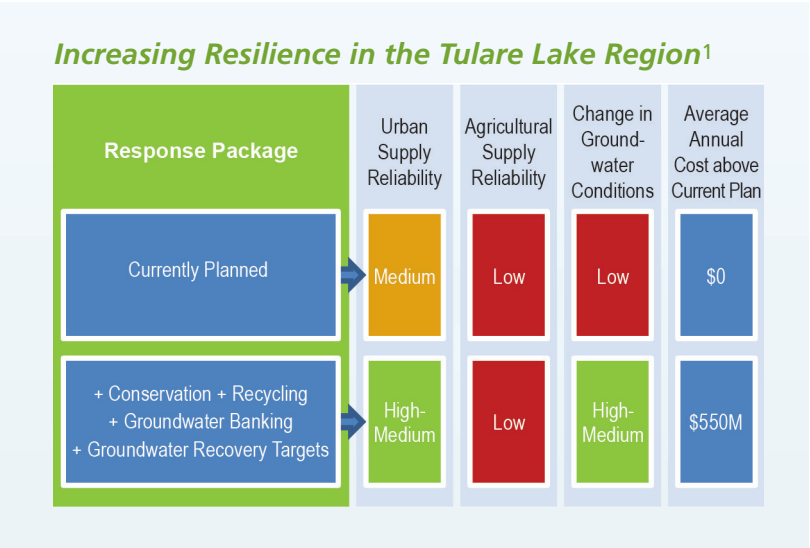 Increasing Resilience in the Tulare Lake Region1
Response Package
Urban
Supply
Reliability
Agricultural
Supply
Reliability
Change in
Ground-
water
Conditions
Average
Annual
Cost above
Current Plan
Currently Planned
Medium
Low
Low
$0
+ Conservation + Recycling
+ Groundwater Banking
+ Groundwater Recovery Targets
High-
Medium
Low
High-
Medium
$550M